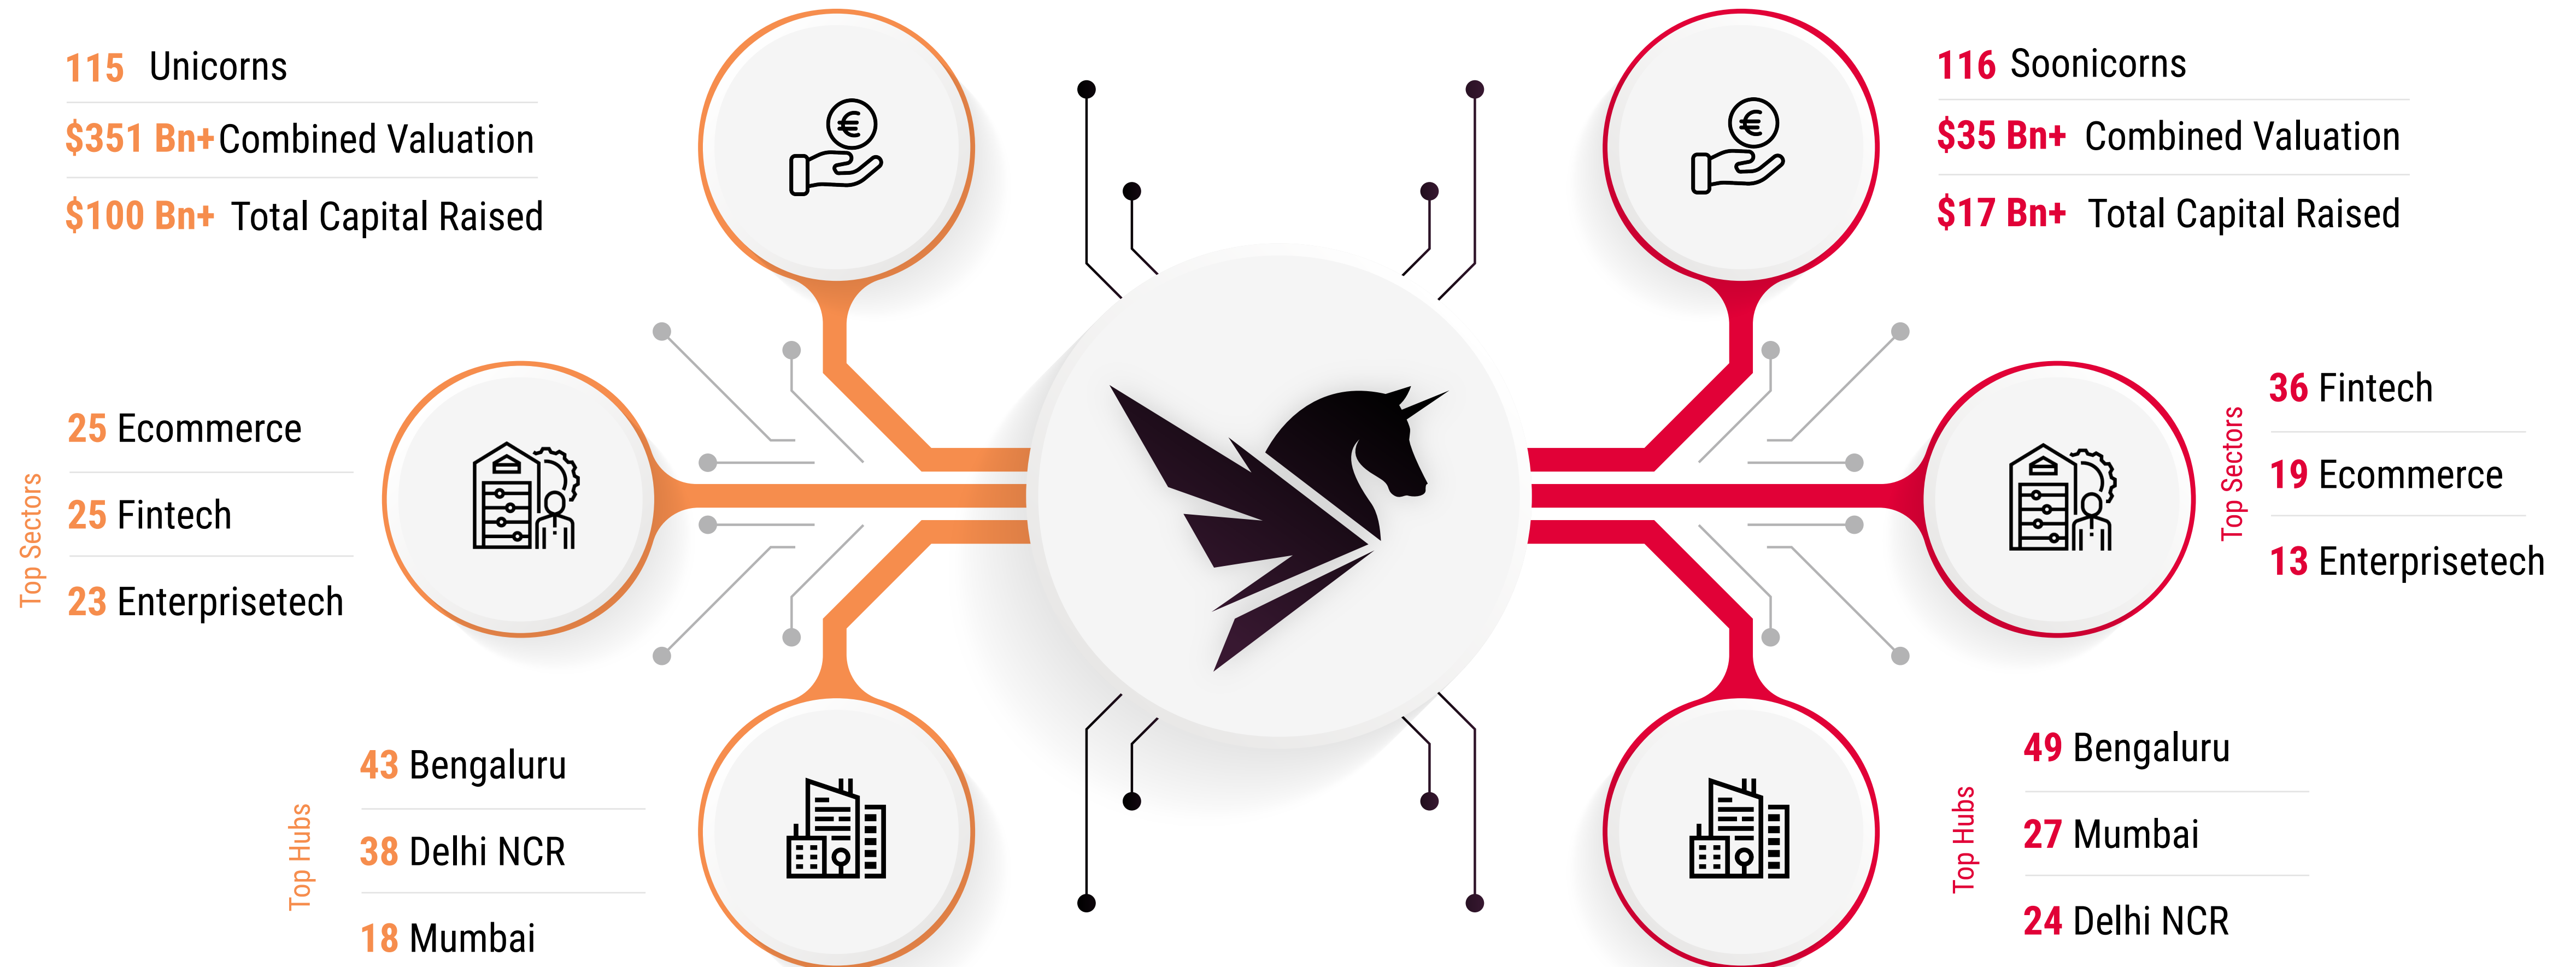 115 Unicorns
$351 Bn+ Combined Valuation
$100 Bn+ Total Capital Raised
Top Sectors
25 Ecommerce
25 Fintech
23 Enterprisetech
Top Hubs
43 Bengaluru
38 Delhi NCR
18 Mumbai
€
€
116 Soonicorns
$35 Bn+ Combined Valuation
$17 Bn+ Total Capital Raised
Top Sectors
36 Fintech
19 Ecommerce
13 Enterprisetech
Top Hubs
49 Bengaluru
27 Mumbai
24 Delhi NCR